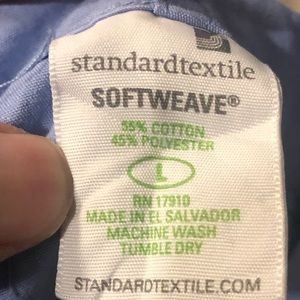 standardtextile
SOFTWEAVE®
55% COTTON
45% POLYESTER
L
RN 17910
MADE IN EL SALVADOR
MACHINE WASH
TUMBLE DRY
STANDARDTEXTILE.COM